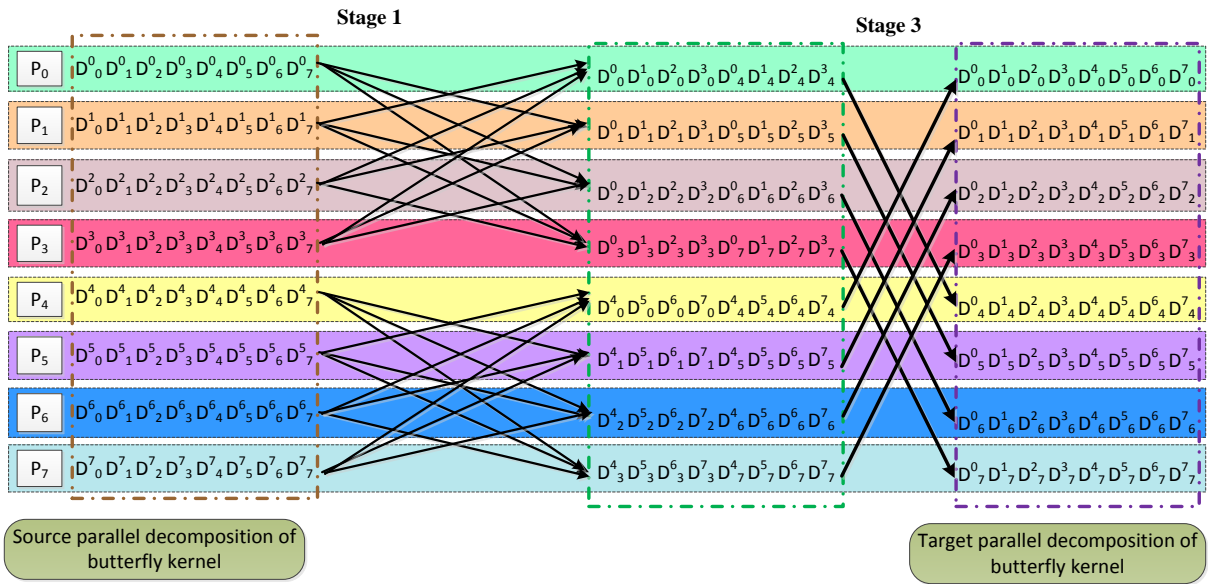 Stage 1
Stage 3
P₀ D⁰₀ D⁰₁ D⁰₂ D⁰₃ D⁰₄ D⁰₅ D⁰₆ D⁰₇ D⁰₀ D¹₀ D²₀ D³₀ D⁰₄ D¹₄ D²₄ D³₄ D⁰₀ D¹₀ D²₀ D³₀ D⁴₀ D⁵₀ D⁶₀ D⁷₀
P₁ D¹₀ D¹₁ D¹₂ D¹₃ D¹₄ D¹₅ D¹₆ D¹₇ D⁰₁ D¹₁ D²₁ D³₁ D⁰₅ D¹₅ D²₅ D³₅ D⁰₁ D¹₁ D²₁ D³₁ D⁴₁ D⁵₁ D⁶₁ D⁷₁
P₂ D²₀ D²₁ D²₂ D²₃ D²₄ D²₅ D²₆ D²₇ D⁰₂ D¹₂ D²₂ D³₂ D⁰₆ D¹₆ D²₆ D³₆ D⁰₂ D¹₂ D²₂ D³₂ D⁴₂ D⁵₂ D⁶₂ D⁷₂
P₃ D³₀ D³₁ D³₂ D³₃ D³₄ D³₅ D³₆ D³₇ D⁰₃ D¹₃ D²₃ D³₃ D⁰₇ D¹₇ D²₇ D³₇ D⁰₃ D¹₃ D²₃ D³₃ D⁴₃ D⁵₃ D⁶₃ D⁷₃
P₄ D⁴₀ D⁴₁ D⁴₂ D⁴₃ D⁴₄ D⁴₅ D⁴₆ D⁴₇ D⁴₀ D⁵₀ D⁶₀ D⁷₀ D⁴₄ D⁵₄ D⁶₄ D⁷₄ D⁰₄ D¹₄ D²₄ D³₄ D⁴₄ D⁵₄ D⁶₄ D⁷₄
P₅ D⁵₀ D⁵₁ D⁵₂ D⁵₃ D⁵₄ D⁵₅ D⁵₆ D⁵₇ D⁴₁ D⁵₁ D⁶₁ D⁷₁ D⁴₅ D⁵₅ D⁶₅ D⁷₅ D⁰₅ D¹₅ D²₅ D³₅ D⁴₅ D⁵₅ D⁶₅ D⁷₅
P₆ D⁶₀ D⁶₁ D⁶₂ D⁶₃ D⁶₄ D⁶₅ D⁶₆ D⁶₇ D⁴₂ D⁵₂ D⁶₂ D⁷₂ D⁴₆ D⁵₆ D⁶₆ D⁷₆ D⁰₆ D¹₆ D²₆ D³₆ D⁴₆ D⁵₆ D⁶₆ D⁷₆
P₇ D⁷₀ D⁷₁ D⁷₂ D⁷₃ D⁷₄ D⁷₅ D⁷₆ D⁷₇ D⁴₃ D⁵₃ D⁶₃ D⁷₃ D⁴₇ D⁵₇ D⁶₇ D⁷₇ D⁰₇ D¹₇ D²₇ D³₇ D⁴₇ D⁵₇ D⁶₇ D⁷₇
Source parallel decomposition of
butterfly kernel
Target parallel decomposition of
butterfly kernel